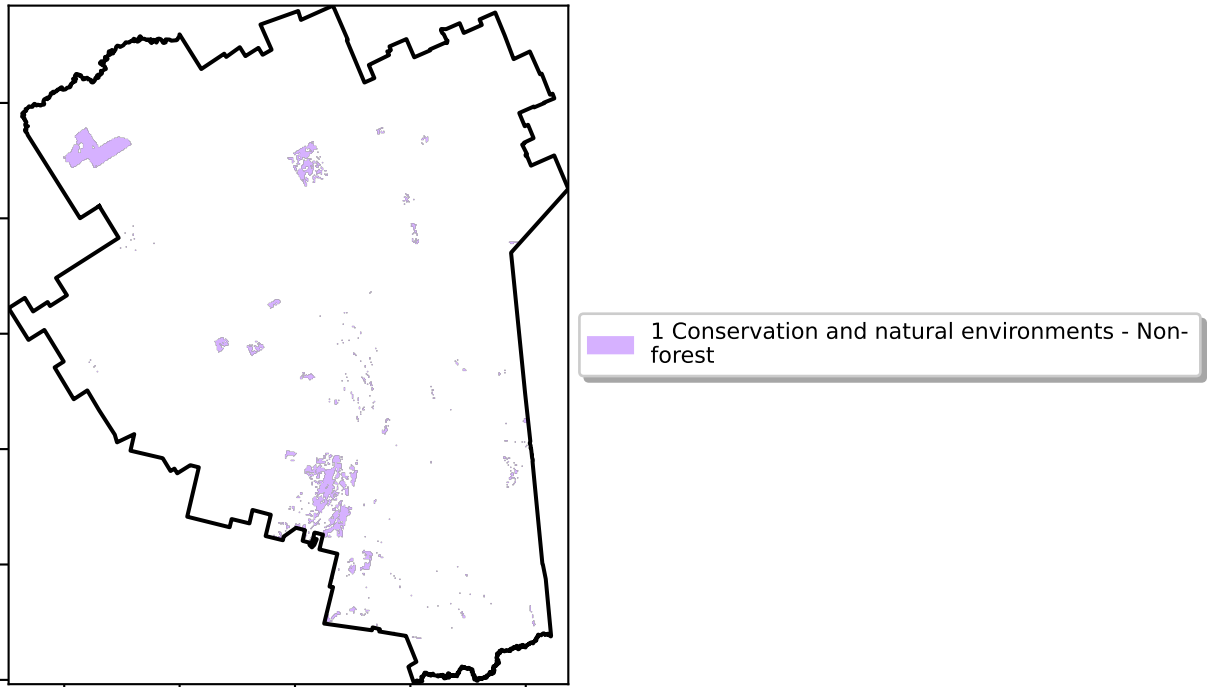 1 Conservation and natural environments - Non-
forest